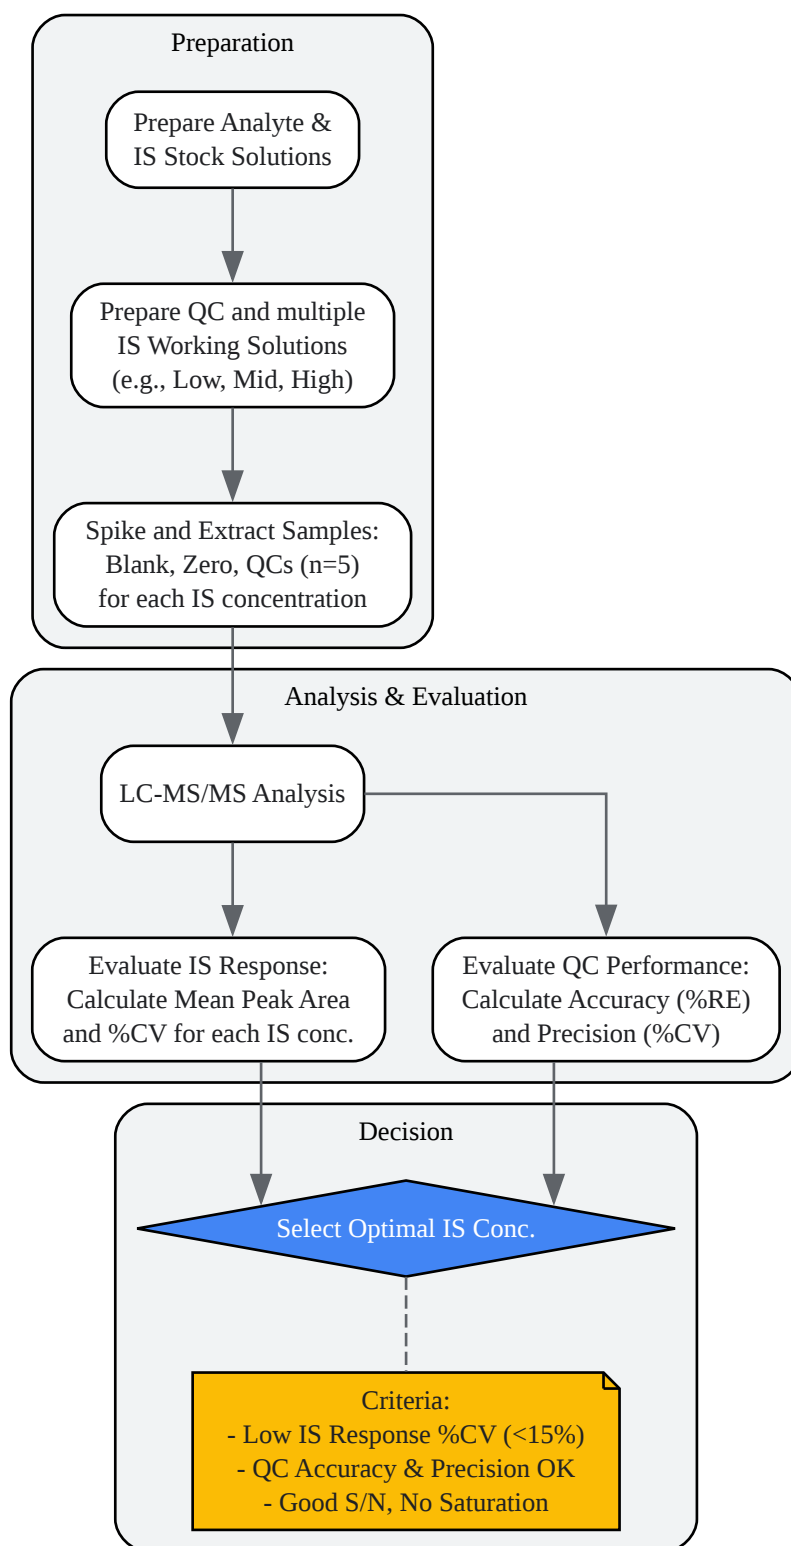 Preparation
Prepare Analyte &
IS Stock Solutions
Prepare QC and multiple
IS Working Solutions
(e.g., Low, Mid, High)
Spike and Extract Samples:
Blank, Zero, QCs (n=5)
for each IS concentration
Analysis & Evaluation
LC-MS/MS Analysis
Evaluate IS Response:
Calculate Mean Peak Area
and %CV for each IS conc.
Evaluate QC Performance:
Calculate Accuracy (%RE)
and Precision (%CV)
Decision
Select Optimal IS Conc.
Criteria:
- Low IS Response %CV (<15%)
- QC Accuracy & Precision OK
- Good S/N, No Saturation